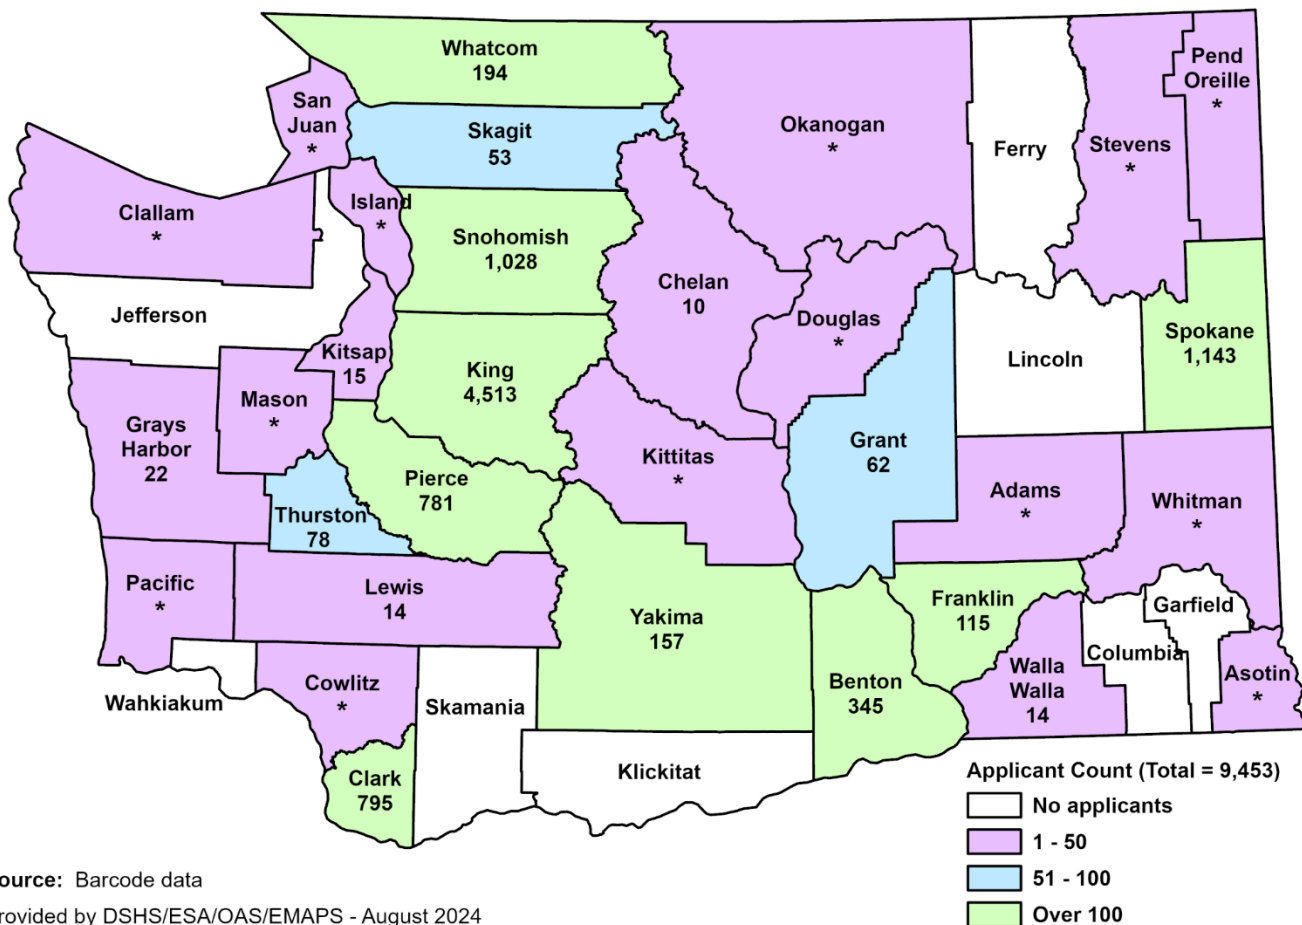 Whatcom
194
San
Juan
*
Skagit
53
Okanogan
*
Ferry
Stevens
*
Pend
Oreille
*
Clallam
*
Island
*
Snohomish
1,028
Chelan
10
Douglas
*
Jefferson
Kitsap
15
King
4,513
Lincoln
Spokane
1,143
Mason
*
Grays
Harbor
22
Kittitas
*
Grant
62
Adams
*
Whitman
*
Thurston
78
Pierce
781
Pacific
*
Lewis
14
Yakima
157
Franklin
115
Garfield
Columbia
Benton
345
Walla
Walla
14
Asotin
*
Wahkiakum
Cowlitz
*
Skamania
Klickitat
Clark
795
Applicant Count (Total = 9,453)
No applicants
1 - 50
51 - 100
Over 100
ource: Barcode data
rovided by DSHS/ESA/OAS/EMAPS - August 2024